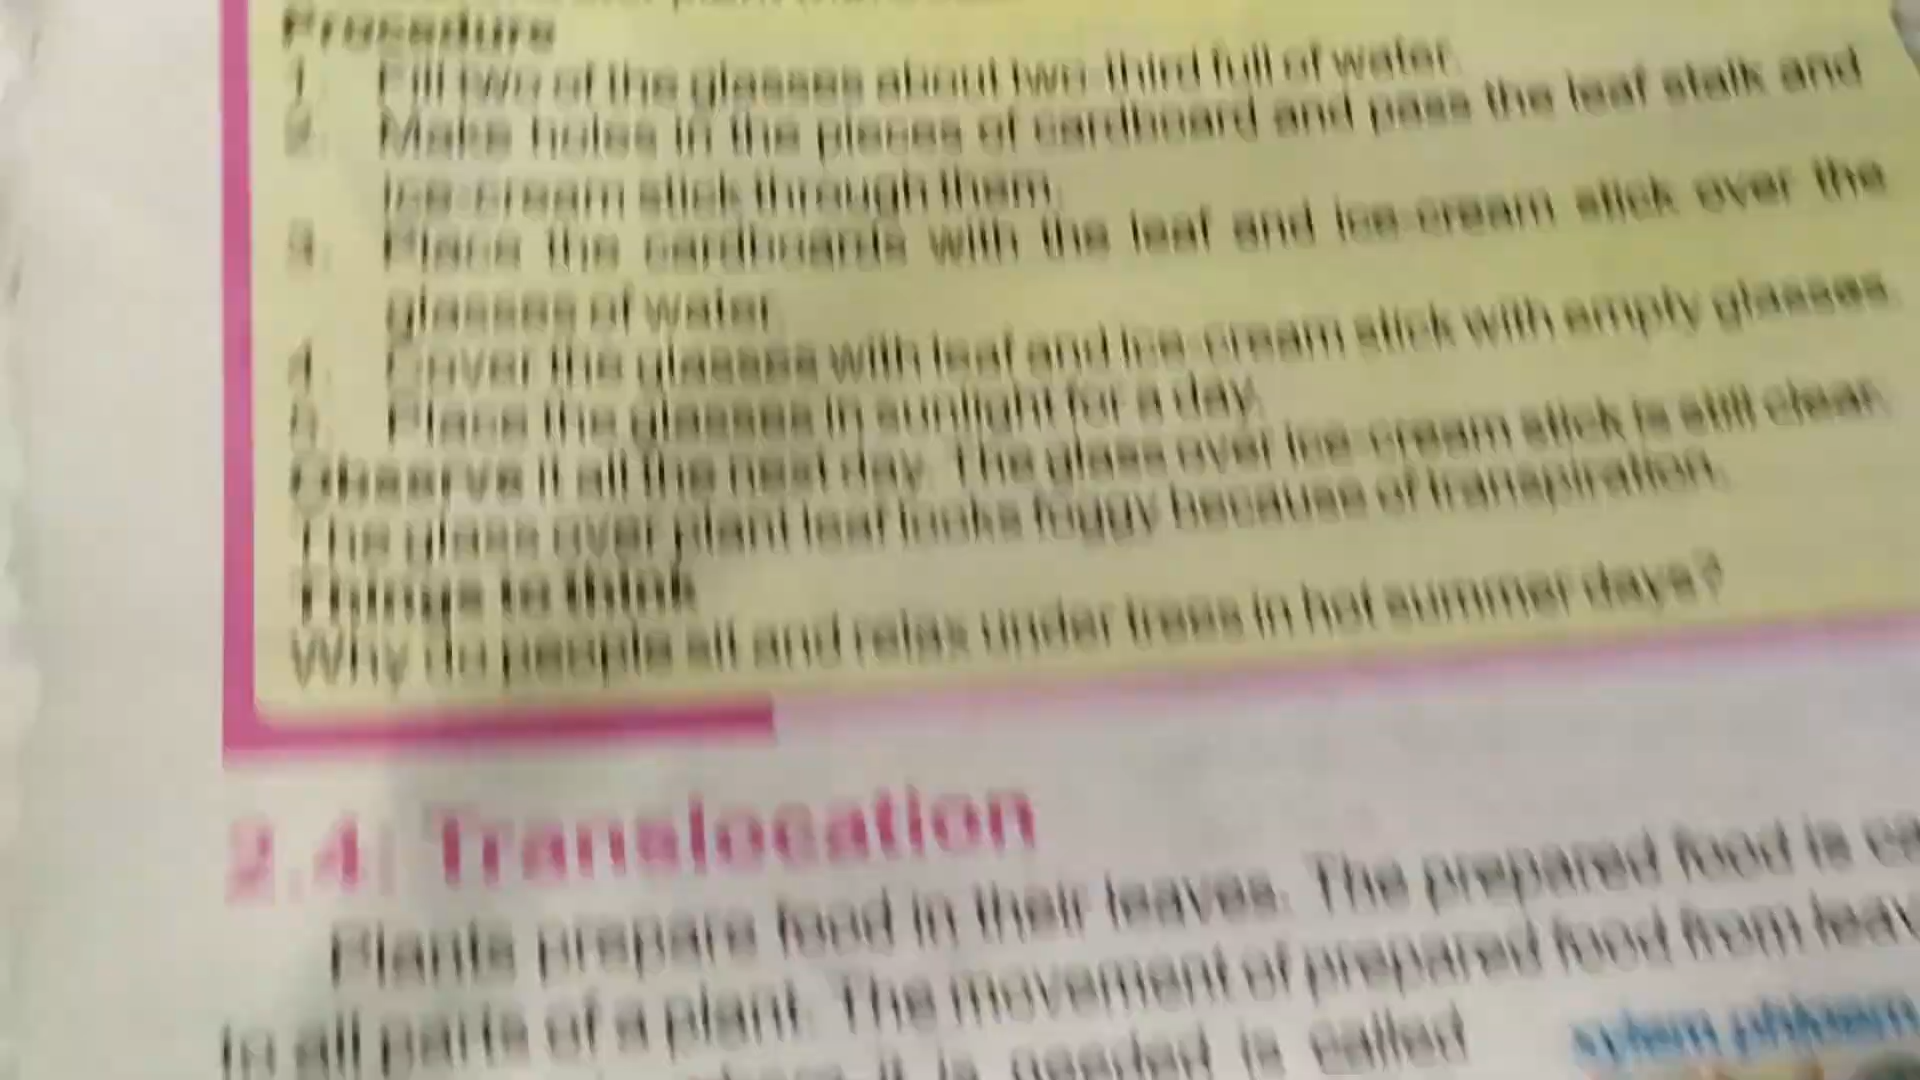 Procedure
1. Fill two of the glasses about two-third full of water.
2. Make holes in the pieces of cardboard and pass the leaf stalk and
ice-cream stick through them.
3. Place the cardboards with the leaf and ice-cream stick over the
glasses of water.
4. Cover the glasses with leaf and ice-cream stick with empty glasses.
5. Place the glasses in sunlight for a day.
Observe it all the next day. The glass over ice-cream stick is still clear.
The glass over plant leaf looks foggy because of transpiration.
Things to think
Why do people sit and relax under trees in hot summer days?
2.4: Translocation
Plants prepare food in their leaves. The prepared food is
to all parts of a plant. The movement of prepared food from
where it is needed is called
xylem phloem